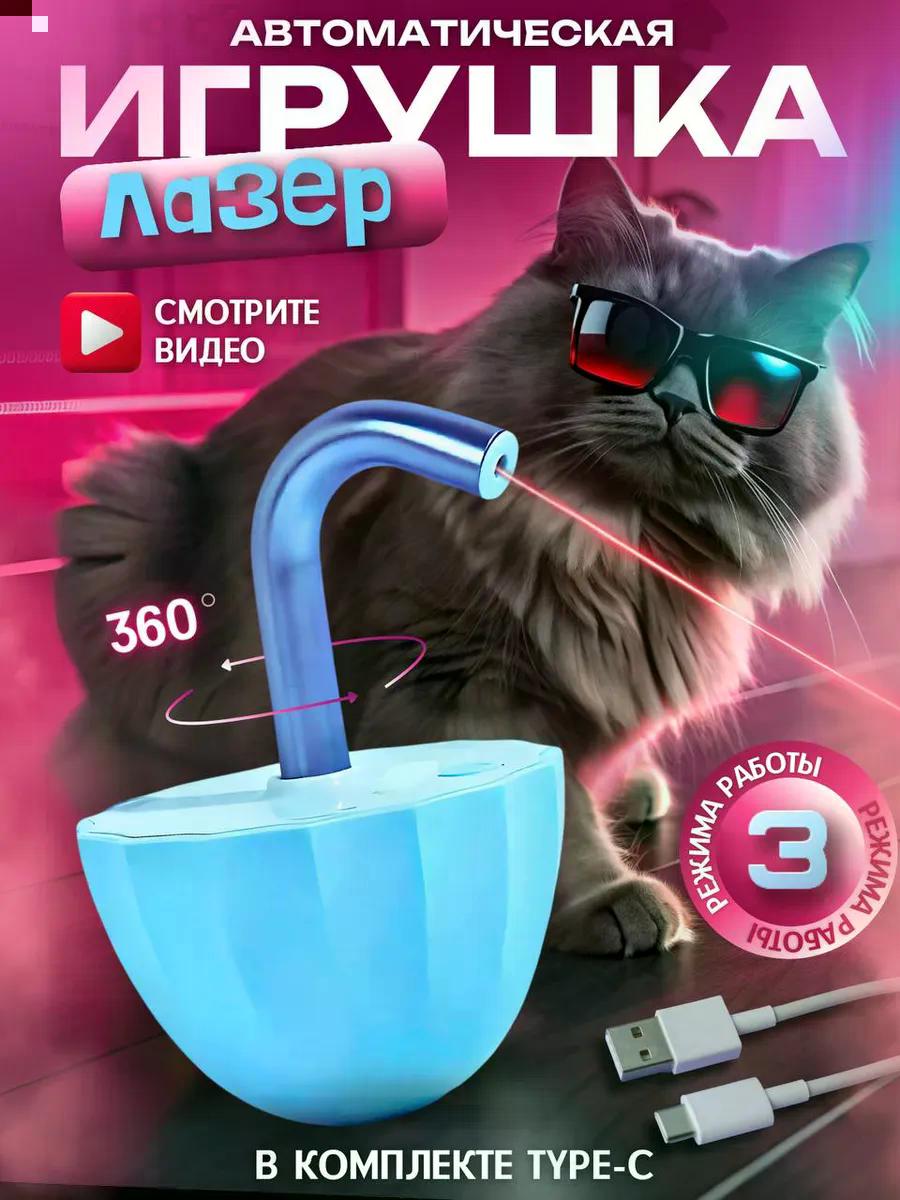 АВТОМАТИЧЕСКАЯ
ИГРУШКА
Лазер
СМОТРИТЕ
ВИДЕО
360°
РЕЖИМА РАБОТЫ
3
РЕЖИМА РАБОТЫ
В КОМПЛЕКТЕ TYPE-C